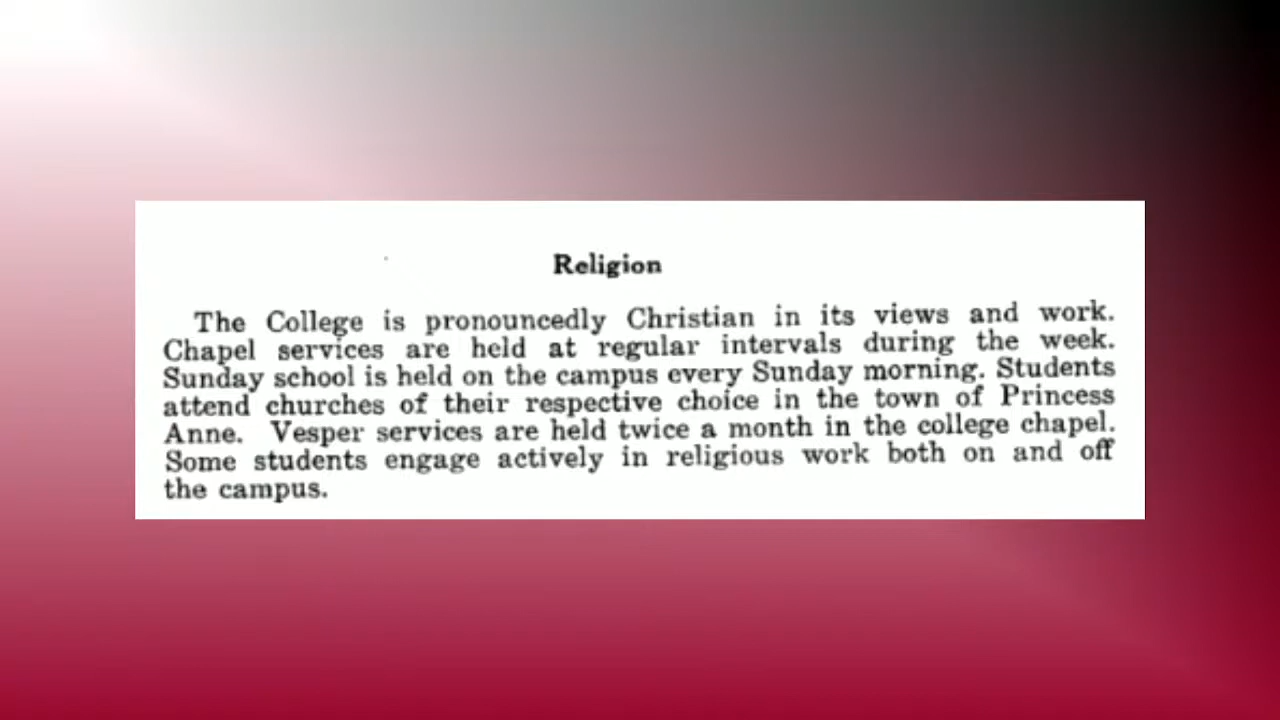 Religion
The College is pronouncedly Christian in its views and work.
Chapel services are held at regular intervals during the week.
Sunday school is held on the campus every Sunday morning. Students
attend churches of their respective choice in the town of Princess
Anne. Vesper services are held twice a month in the college chapel.
Some students engage actively in religious work both on and off
the campus.